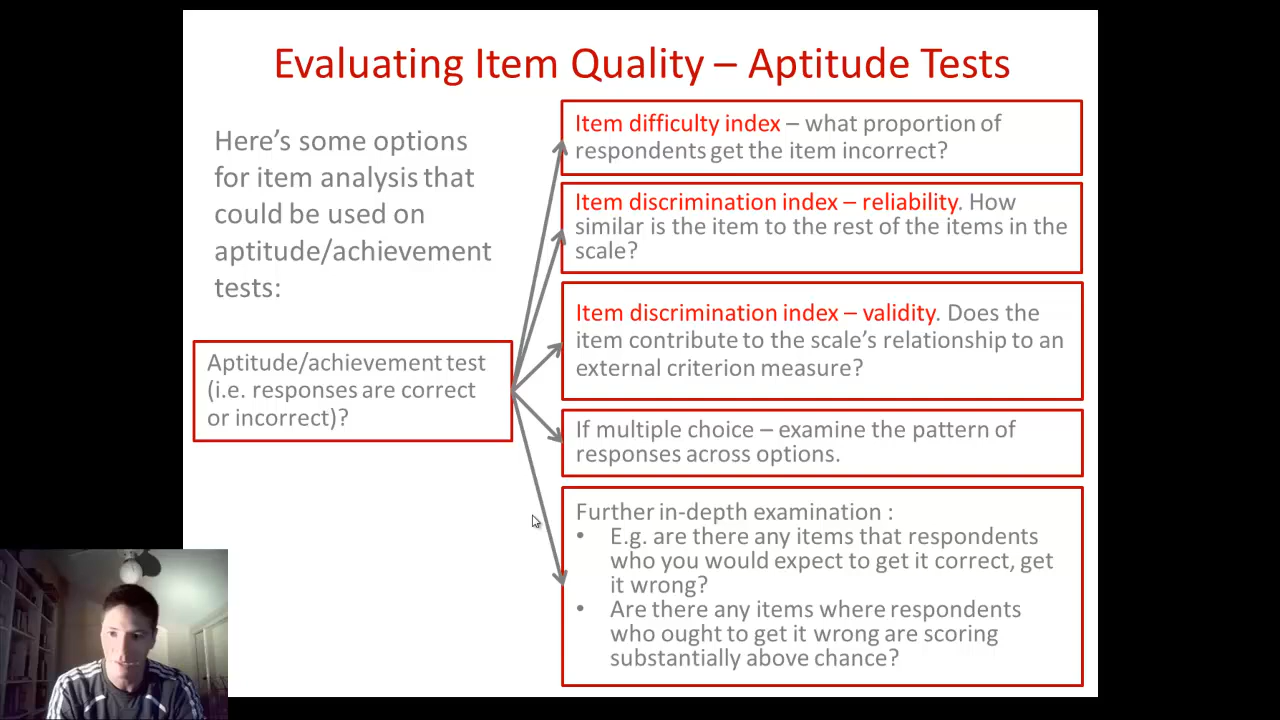 Evaluating Item Quality – Aptitude Tests
Here's some options
for item analysis that
could be used on
aptitude/achievement
tests:
Aptitude/achievement test
(i.e. responses are correct
or incorrect)?
Item difficulty index – what proportion of
respondents get the item incorrect?
Item discrimination index – reliability. How
similar is the item to the rest of the items in the
scale?
Item discrimination index – validity. Does the
item contribute to the scale's relationship to an
external criterion measure?
If multiple choice – examine the pattern of
responses across options.
Further in-depth examination :
• E.g. are there any items that respondents
who you would expect to get it correct, get
it wrong?
• Are there any items where respondents
who ought to get it wrong are scoring
substantially above chance?